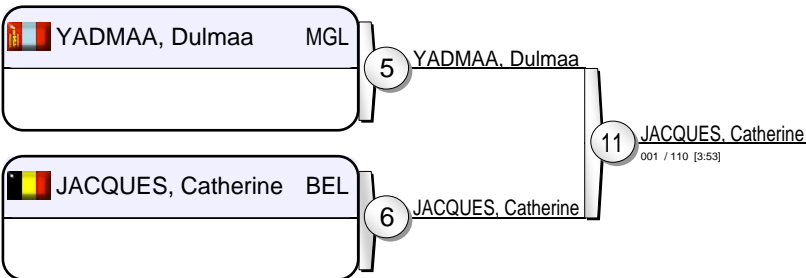 YADMAA, Dulmaa MGL
5 YADMAA, Dulmaa
11 JACQUES, Catherine
001 / 110 [3:53]
JACQUES, Catherine BEL
6 JACQUES, Catherine